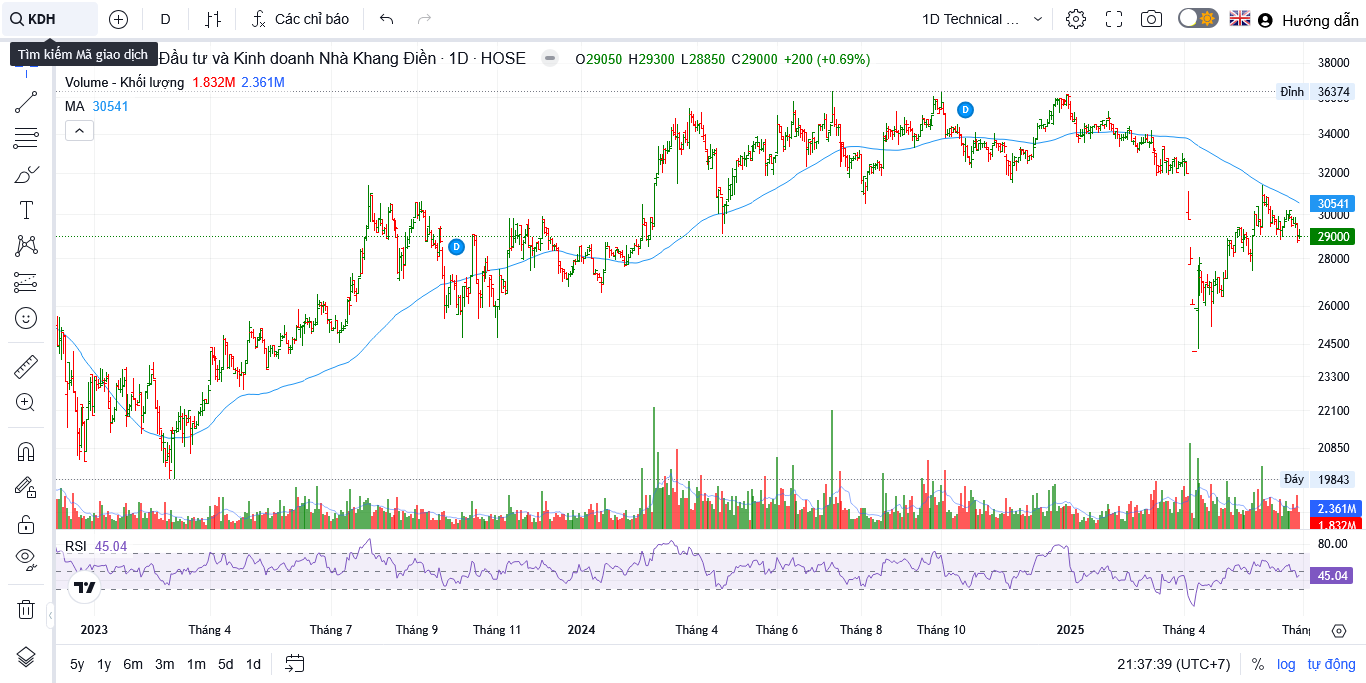 KDH
D
Các chỉ báo
1D Technical ...
Hướng dẫn
Tìm kiếm Mã giao dịch
Đầu tư và Kinh doanh Nhà Khang Điền · 1D · HOSE
O29050 H29300 L28850 C29000 +200 (+0.69%)
Volume - Khối lượng 1.832M 2.361M
MA 30541
38000
Đỉnh 36374
34000
32000
30541
30000
29000
28000
26000
24500
23300
22100
20850
Đáy 19843
2.361M
1.832M
D
D
RSI 45.04
80.00
45.04
2023 Tháng 4 Tháng 7 Tháng 9 Tháng 11 2024 Tháng 4 Tháng 6 Tháng 8 Tháng 10 2025 Tháng 4
5y 1y 6m 3m 1m 5d 1d
21:37:39 (UTC+7) % log tự động